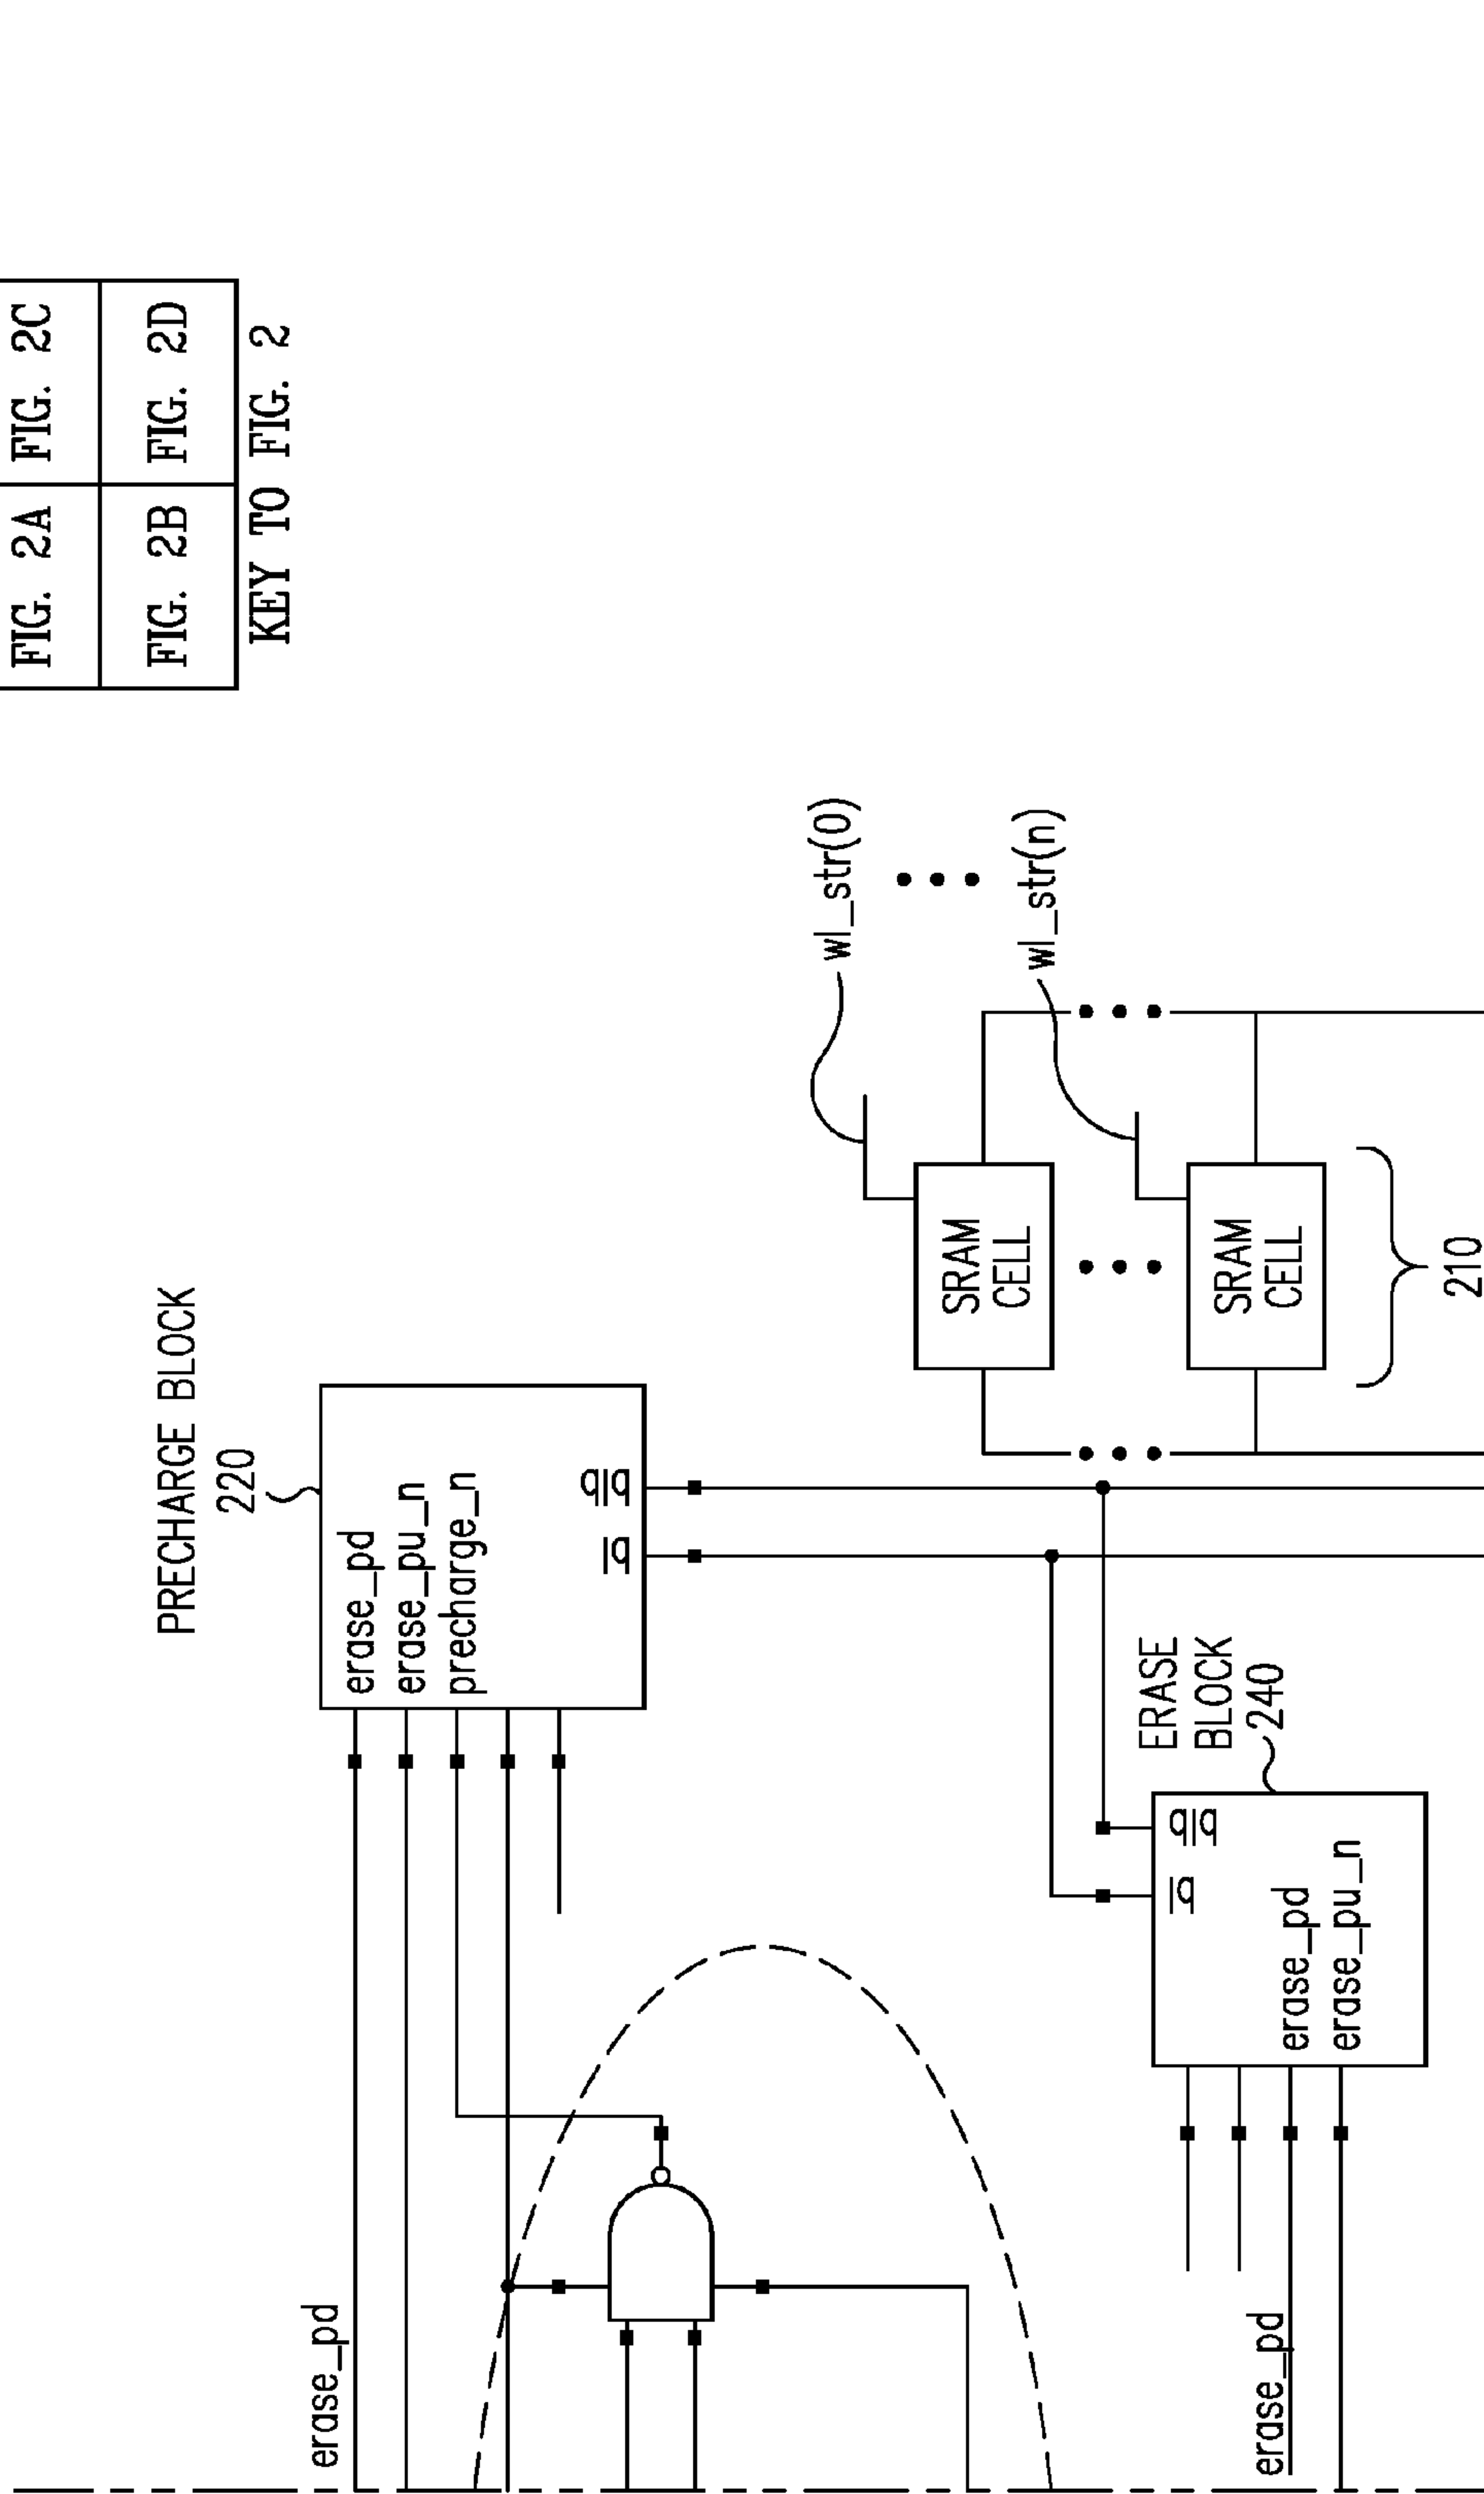 FIG. 2A
FIG. 2C
FIG. 2B
FIG. 2D
KEY TO FIG. 2
PRECHARGE BLOCK
220
erase_pd
erase_pd
erase_pu_n
precharge_n
bl
blb
wl_str(0)
wl_str(n)
SRAM
CELL
SRAM
CELL
210
ERASE
BLOCK
240
bl
blb
erase_pd
erase_pd
erase_pu_n